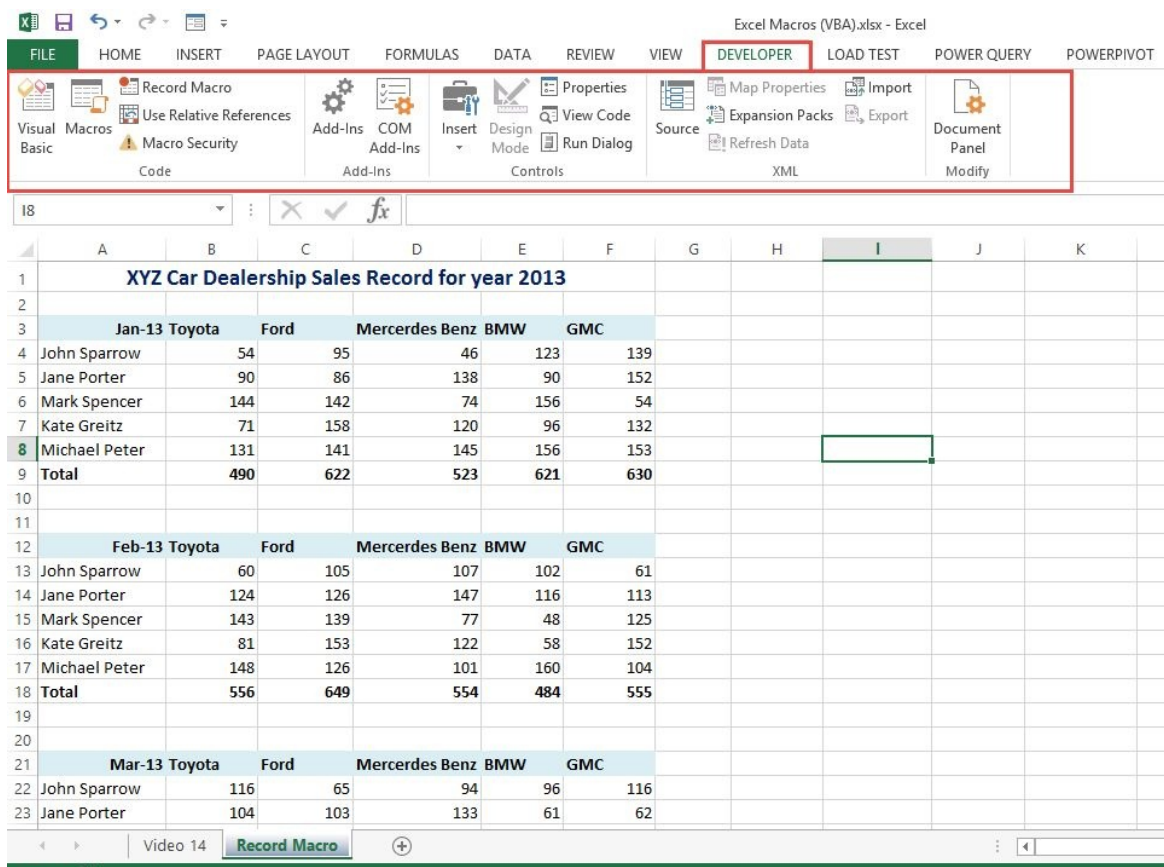 Excel Macros (VBA).xlsx - Excel
FILE HOME INSERT PAGE LAYOUT FORMULAS DATA REVIEW VIEW DEVELOPER LOAD TEST POWER QUERY POWERPIVOT
Visual Basic
Macros
Record Macro
Use Relative References
Macro Security
Code
Add-Ins
COM Add-Ins
Add-Ins
Insert
Design Mode
Properties
View Code
Run Dialog
Controls
Source
Map Properties
Expansion Packs
Refresh Data
Import
Export
XML
Document Panel
Modify
I8 fx
A B C D E F G H I J K
1 XYZ Car Dealership Sales Record for year 2013
2
3 Jan-13 Toyota Ford Mercerdes Benz BMW GMC
4 John Sparrow 54 95 46 123 139
5 Jane Porter 90 86 138 90 152
6 Mark Spencer 144 142 74 156 54
7 Kate Greitz 71 158 120 96 132
8 Michael Peter 131 141 145 156 153
9 Total 490 622 523 621 630
10
11
12 Feb-13 Toyota Ford Mercerdes Benz BMW GMC
13 John Sparrow 60 105 107 102 61
14 Jane Porter 124 126 147 116 113
15 Mark Spencer 143 139 77 48 125
16 Kate Greitz 81 153 122 58 152
17 Michael Peter 148 126 101 160 104
18 Total 556 649 554 484 555
19
20
21 Mar-13 Toyota Ford Mercerdes Benz BMW GMC
22 John Sparrow 116 65 94 96 116
23 Jane Porter 104 103 133 61 62
Video 14 Record Macro